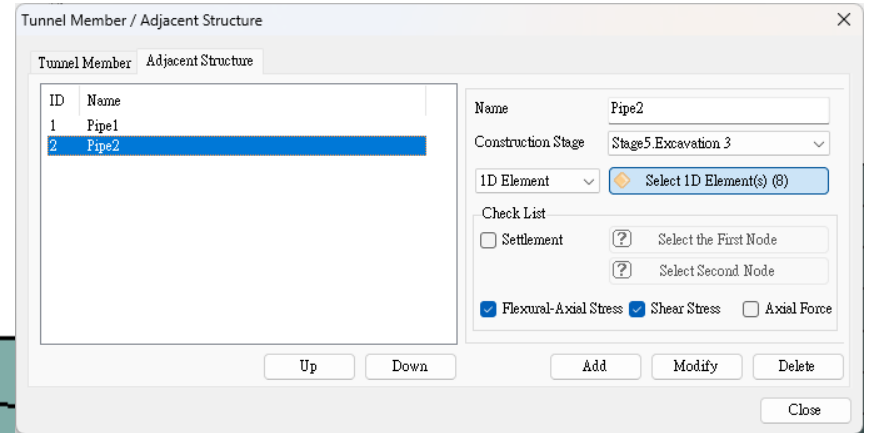 Tunnel Member / Adjacent Structure
Tunnel Member Adjacent Structure
ID Name
1 Pipe1
2 Pipe2
Name Pipe2
Construction Stage Stage5.Excavation 3
1D Element Select 1D Element(s) (8)
Check List
Settlement ? Select the First Node
? Select Second Node
Flexural-Axial Stress Shear Stress Axial Force
Up Down Add Modify Delete
Close